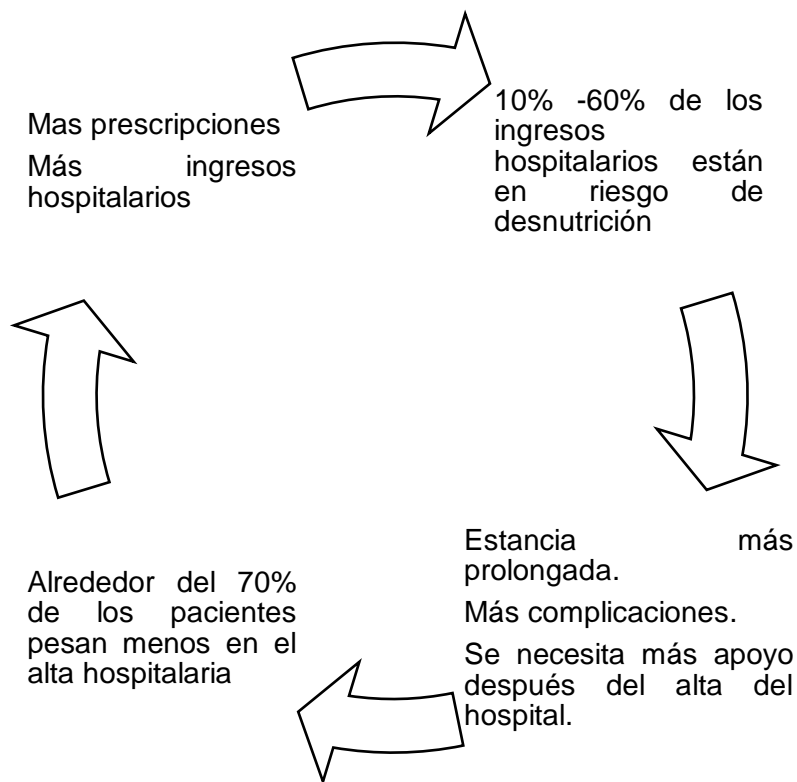 Mas prescripciones
Más ingresos
hospitalarios
10% -60% de los
ingresos
hospitalarios están
en riesgo de
desnutrición
Estancia más
prolongada.
Más complicaciones.
Se necesita más apoyo
después del alta del
hospital.
Alrededor del 70%
de los pacientes
pesan menos en el
alta hospitalaria